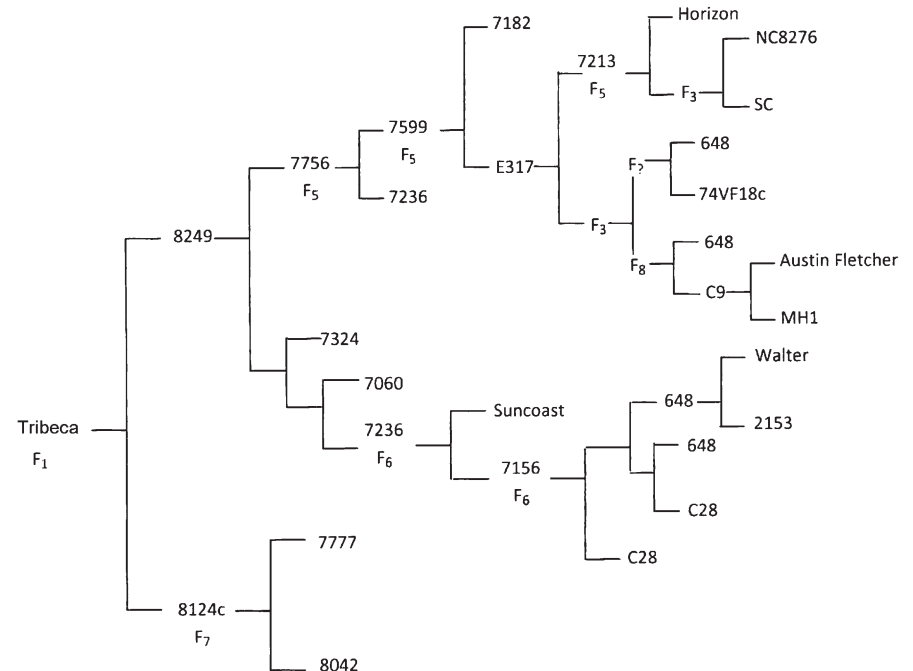 Horizon
7182
NC8276
7213
F5
F3
SC
7599
F5
648
7756
F5
E317
F?
7236
74VF18c
F3
8249
648
F8
Austin Fletcher
C9
MH1
7324
Walter
7060
648
Suncoast
Tribeca
F1
2153
7236
F6
648
7156
F6
C28
7777
C28
8124c
F7
8042